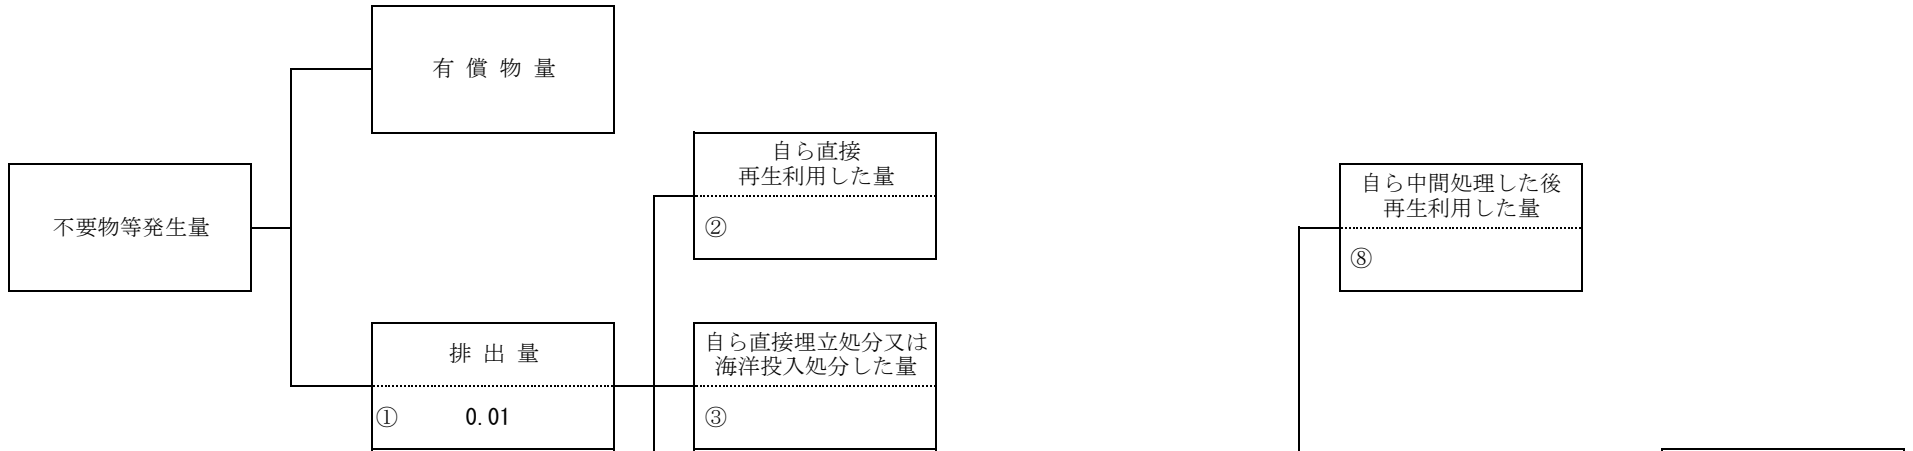 有 償 物 量
自ら直接
再生利用した量
②
自ら中間処理した後
再生利用した量
⑧
不要物等発生量
排 出 量
① 0.01
自ら直接埋立処分又は
海洋投入処分した量
③